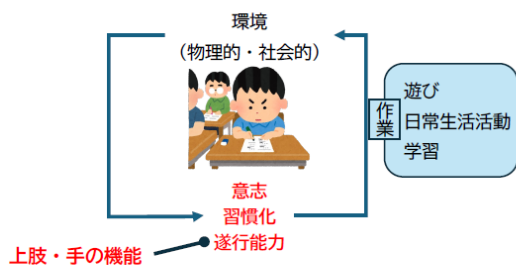 環境
（物理的・社会的）
作業
遊び
日常生活活動
学習
意志
習慣化
遂行能力
上肢・手の機能